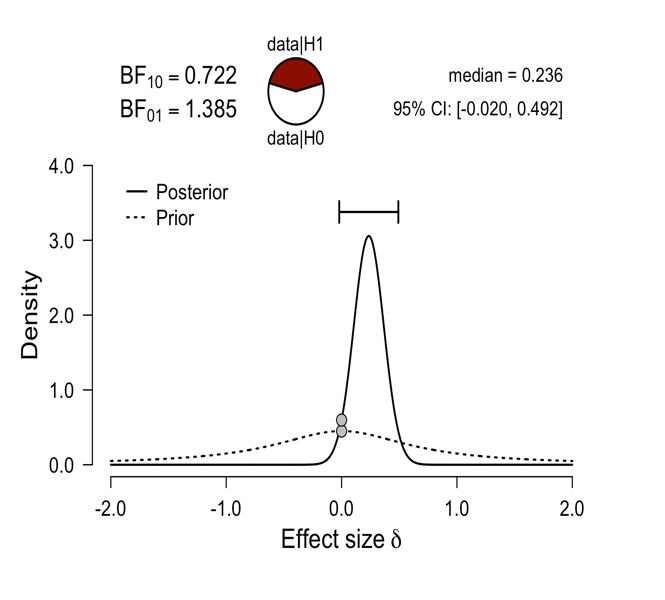 data|H1
BF10 = 0.722
BF01 = 1.385
median = 0.236
95% CI: [-0.020, 0.492]
data|H0
Posterior
Prior
Density
4.0
3.0
2.0
1.0
0.0
-2.0 -1.0 0.0 1.0 2.0
Effect size δ